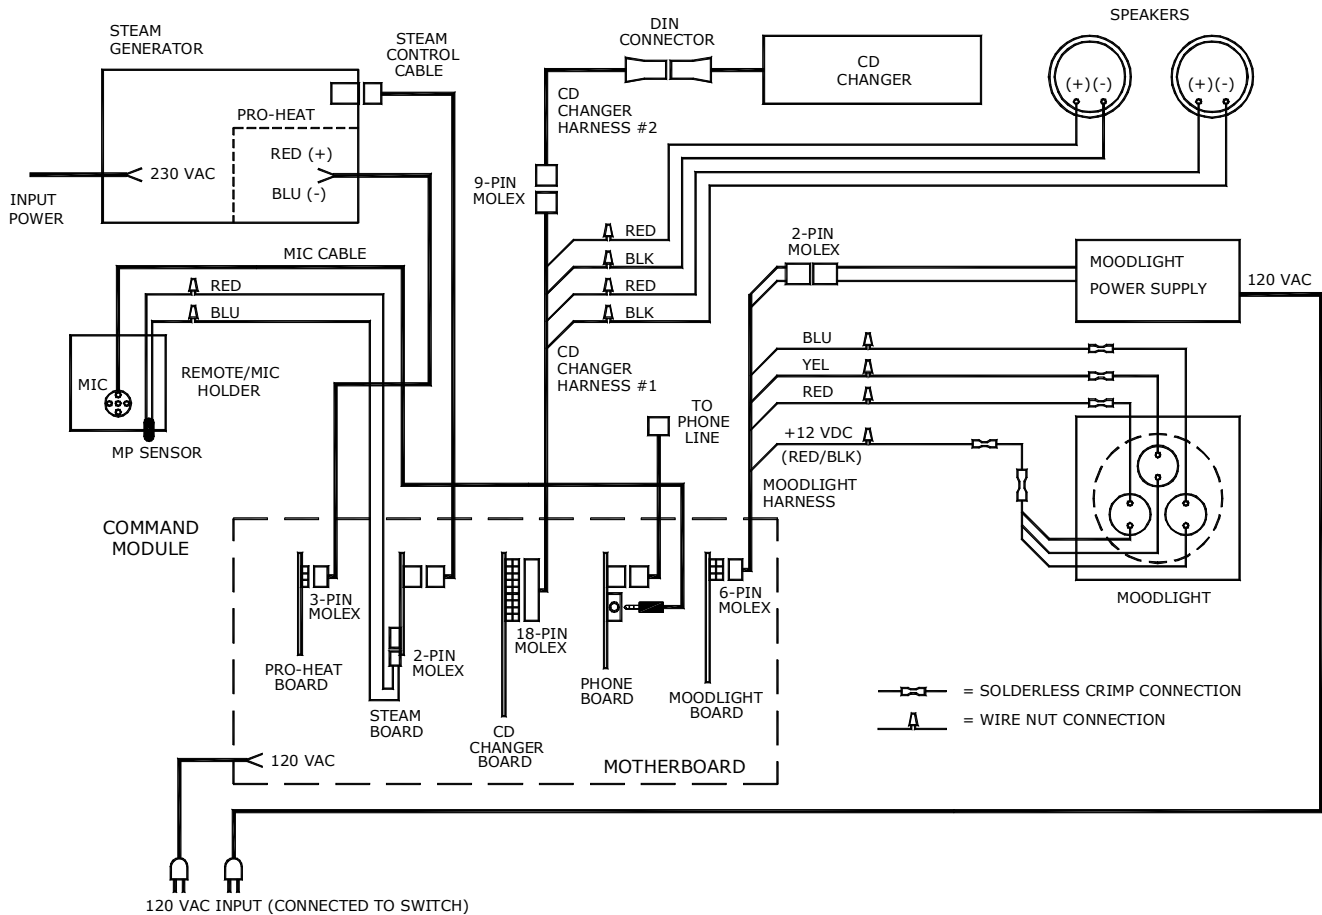 STEAM
GENERATOR
STEAM
CONTROL
CABLE
DIN
CONNECTOR
CD
CHANGER
SPEAKERS
(+)(-)
(+)(-)
PRO-HEAT
RED (+)
BLU (-)
230 VAC
INPUT
POWER
CD
CHANGER
HARNESS #2
9-PIN
MOLEX
RED
BLK
RED
BLK
2-PIN
MOLEX
MOODLIGHT
POWER SUPPLY
120 VAC
MIC CABLE
RED
BLU
MIC
REMOTE/MIC
HOLDER
MP SENSOR
CD
CHANGER
HARNESS #1
BLU
YEL
RED
+12 VDC
(RED/BLK)
MOODLIGHT
HARNESS
TO
PHONE
LINE
COMMAND
MODULE
3-PIN
MOLEX
PRO-HEAT
BOARD
2-PIN
MOLEX
STEAM
BOARD
18-PIN
MOLEX
CD
CHANGER
BOARD
PHONE
BOARD
6-PIN
MOLEX
MOODLIGHT
BOARD
MOODLIGHT
= SOLDERLESS CRIMP CONNECTION
= WIRE NUT CONNECTION
120 VAC
MOTHERBOARD
120 VAC INPUT (CONNECTED TO SWITCH)